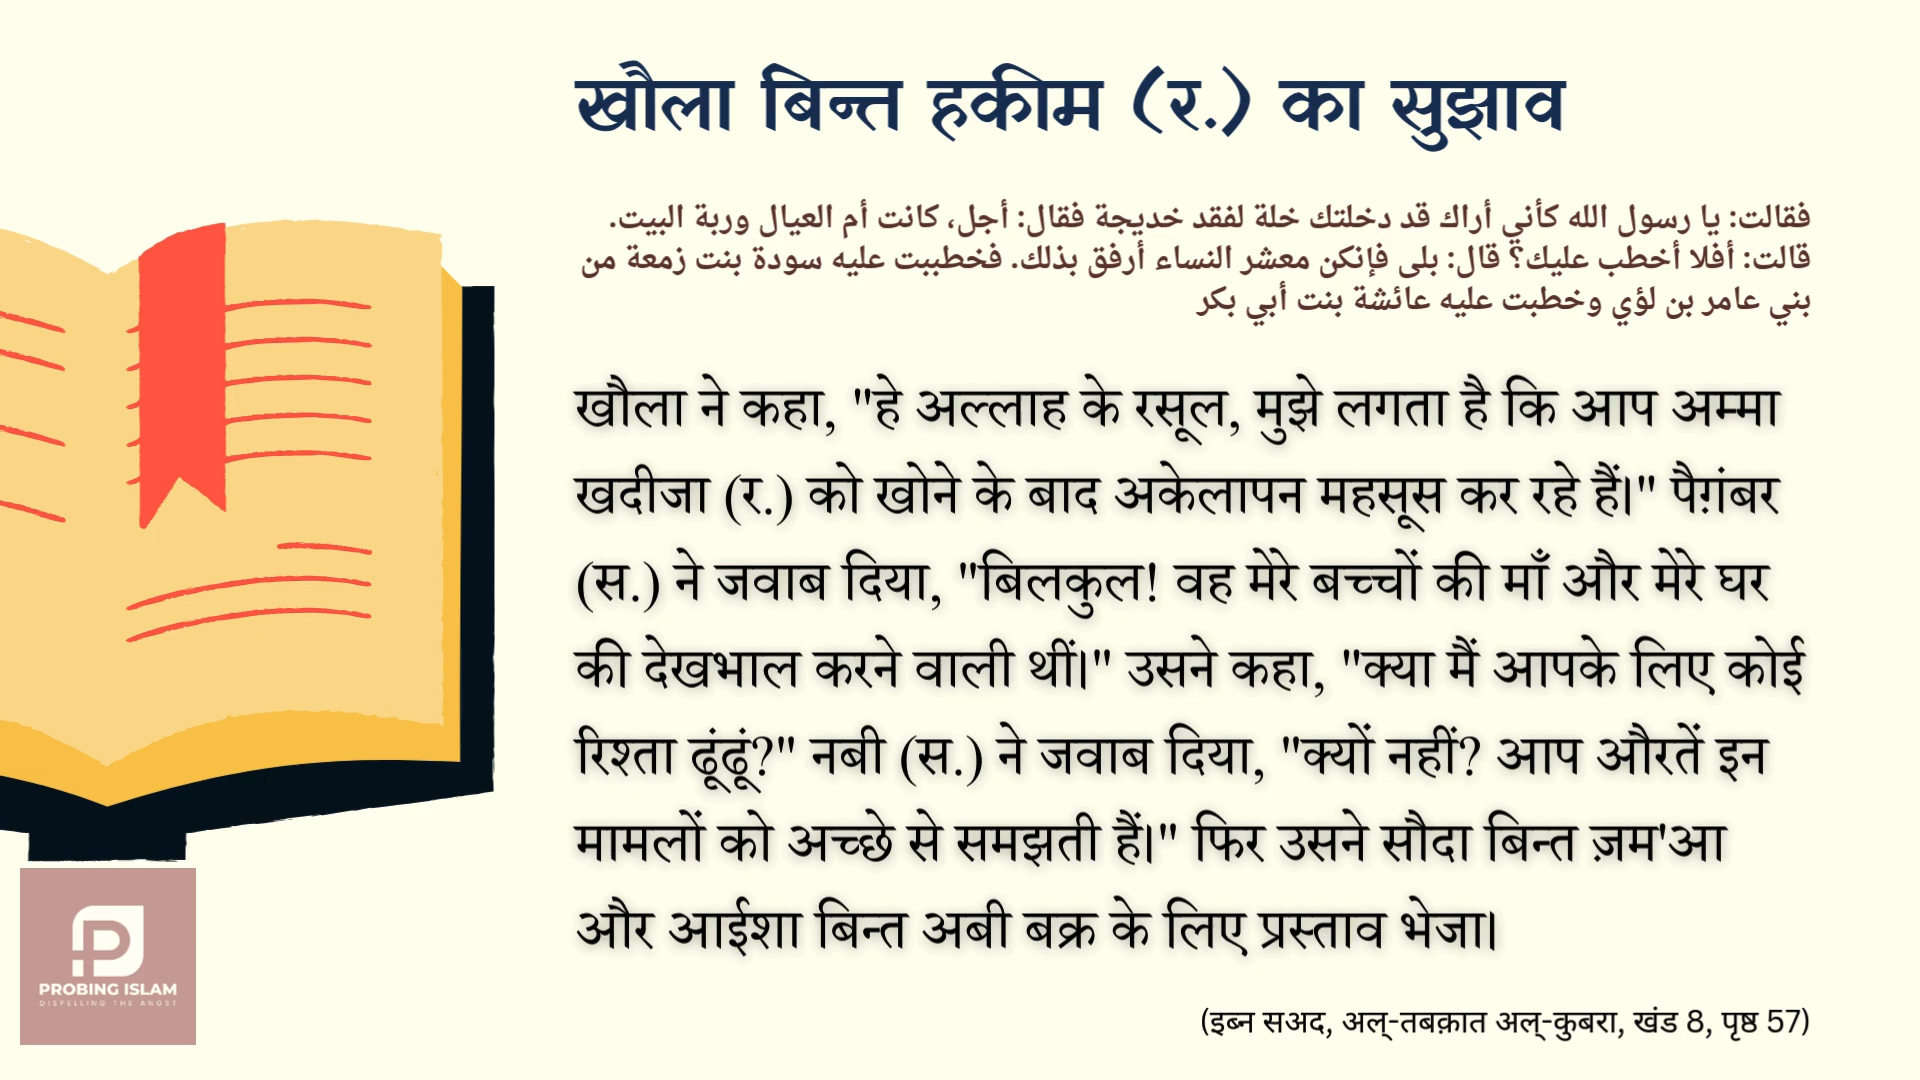 खौला बिन्त हकीम (र.) का सुझाव
فقالت: يا رسول الله كأني أراك قد دخلتك خلة لفقد خديجة فقال: أجل، كانت أم العيال وربة البيت.
قالت: أفلا أخطب عليك؟ قال: بلى فإنكن معشر النساء أرفق بذلك. فخطببت عليه سودة بنت زمعة من
بني عامر بن لؤي وخطبت عليه عائشة بنت أبي بكر
खौला ने कहा, "हे अल्लाह के रसूल, मुझे लगता है कि आप अम्मा
खदीजा (र.) को खोने के बाद अकेलापन महसूस कर रहे हैं।" पैग़ंबर
(स.) ने जवाब दिया, "बिलकुल! वह मेरे बच्चों की माँ और मेरे घर
की देखभाल करने वाली थीं।" उसने कहा, "क्या मैं आपके लिए कोई
रिश्ता ढूंढूं?" नबी (स.) ने जवाब दिया, "क्यों नहीं? आप औरतें इन
मामलों को अच्छे से समझती हैं।" फिर उसने सौदा बिन्त ज़म'आ
और आईशा बिन्त अबी बक्र के लिए प्रस्ताव भेजा।
(इब्न सअद, अल्-तबक़ात अल्-कुबरा, खंड 8, पृष्ठ 57)
PROBING ISLAM
DISPELLING THE ANGST